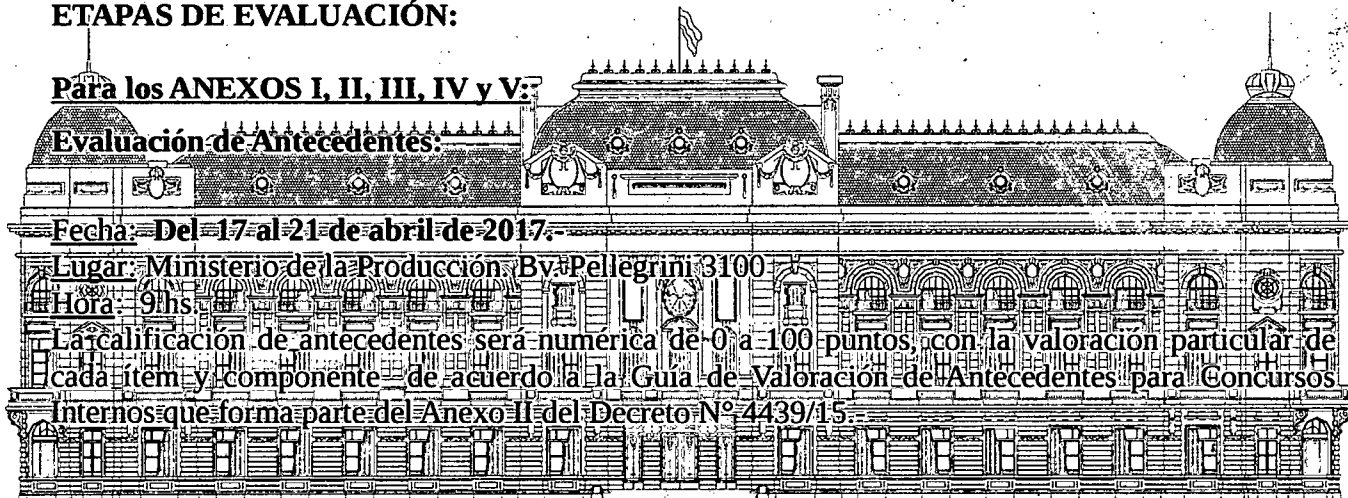 ETAPAS DE EVALUACIÓN:
Para los ANEXOS I, II, III, IV y V:
Evaluación de Antecedentes:
Fecha: Del 17 al 21 de abril de 2017.-
Lugar: Ministerio de la Producción, Bv. Pellegrini 3100
Hora: 9 hs.
La calificación de antecedentes será numérica de 0 a 100 puntos, con la valoración particular de
cada ítem y componente de acuerdo a la Guía de Valoración de Antecedentes para Concursos
Internos que forma parte del Anexo II del Decreto Nº 4439/15.-